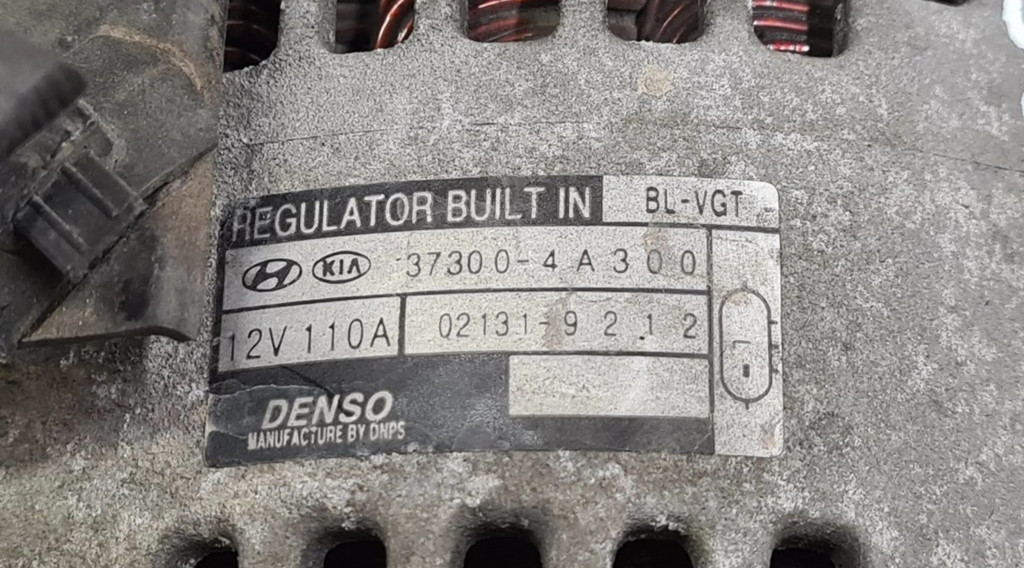 REGULATOR BUILT IN BL-VGT
KIA 37300-4A300
12V 110A 02131-9212
DENSO
MANUFACTURE BY DNPS